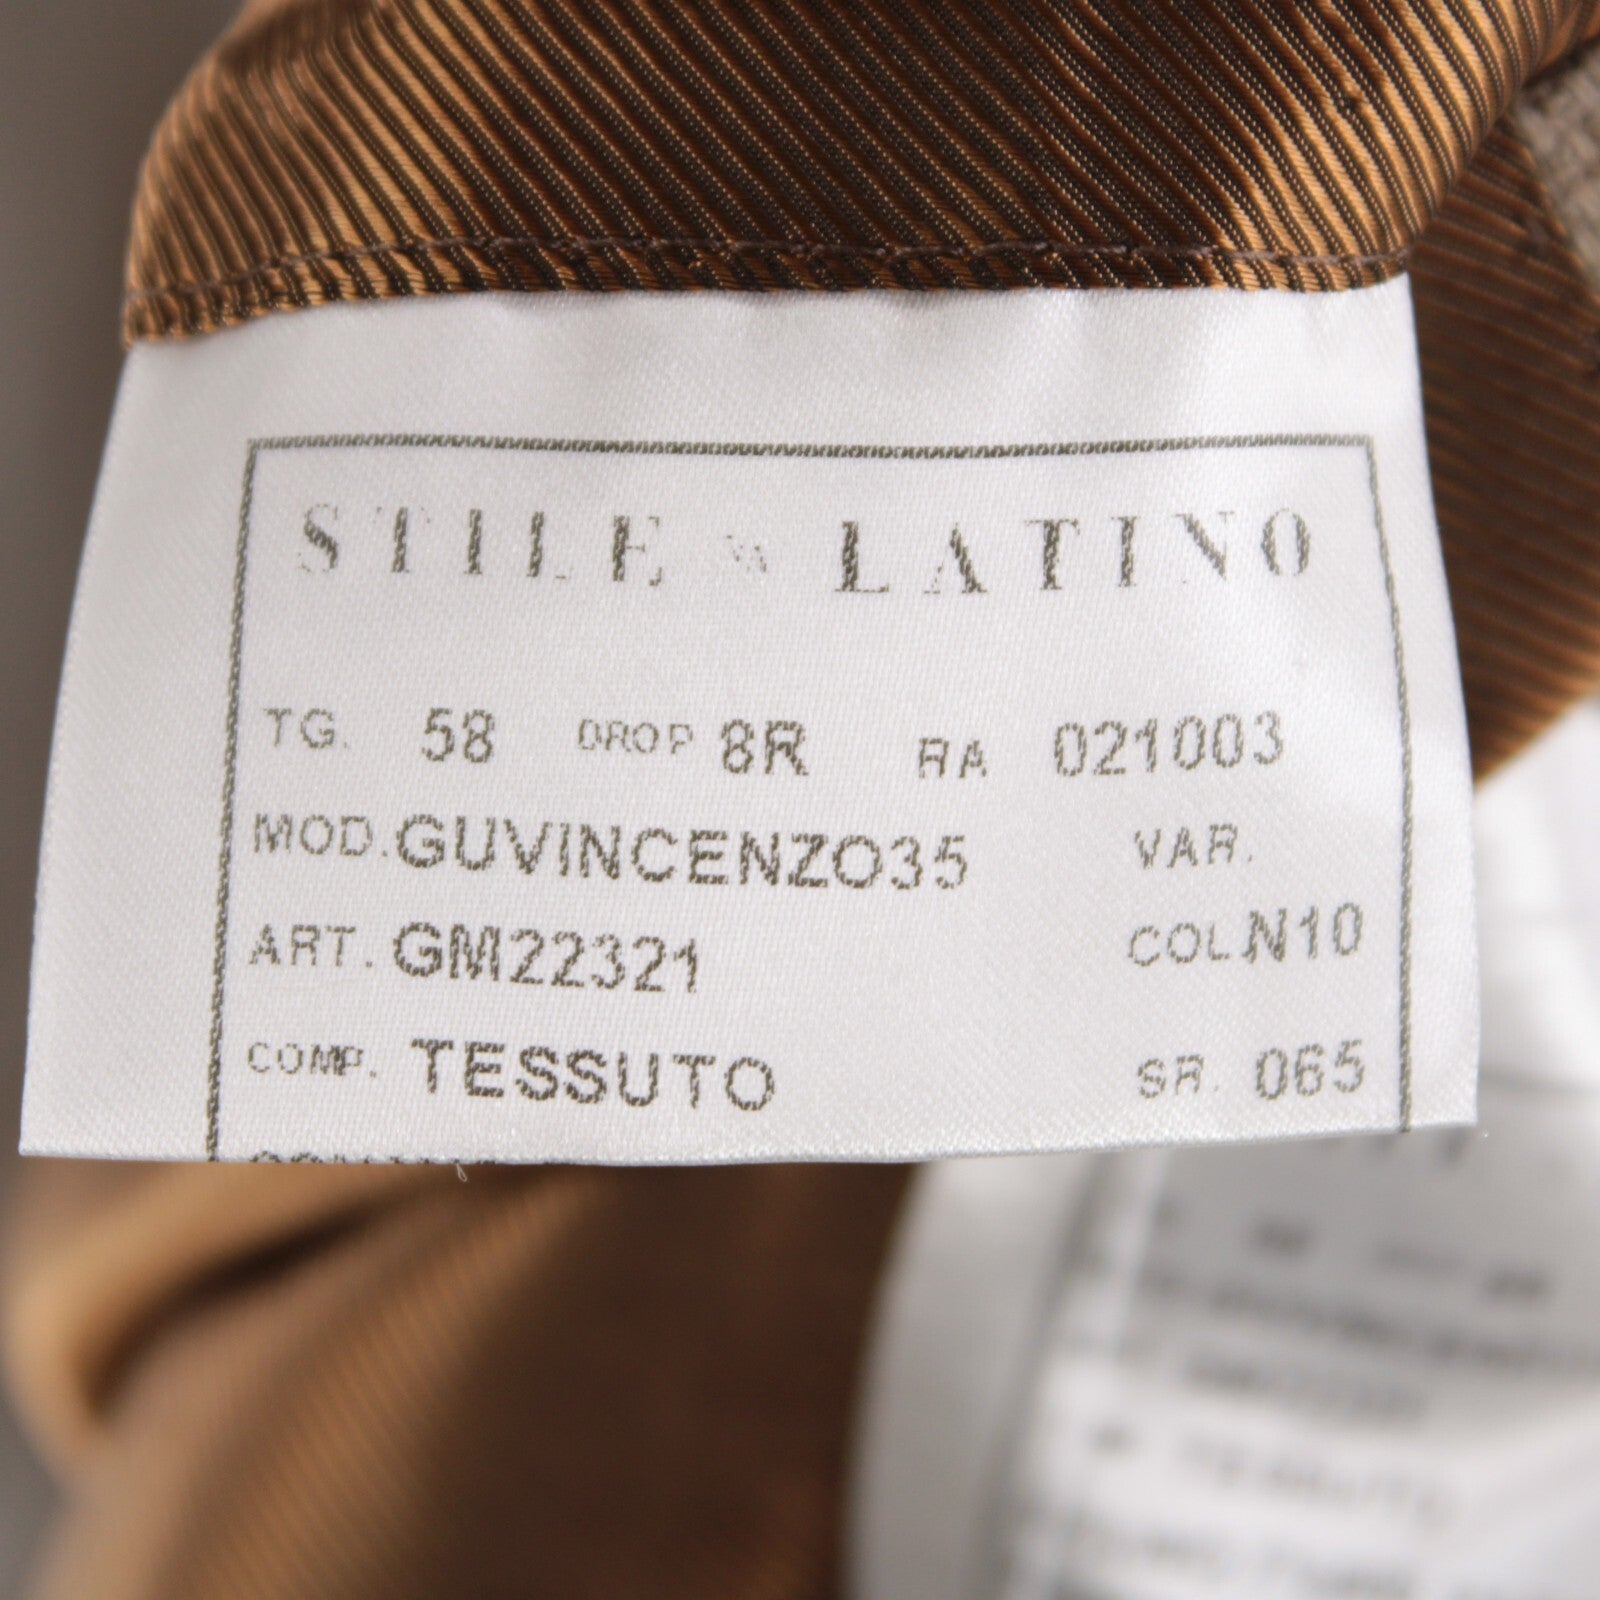 STILE LATINO
TG. 58 DROP 8R RA 021003
MOD. GUVINCENZO35 VAR.
ART. GM22321 COL. N10
COMP. TESSUTO SR. 065